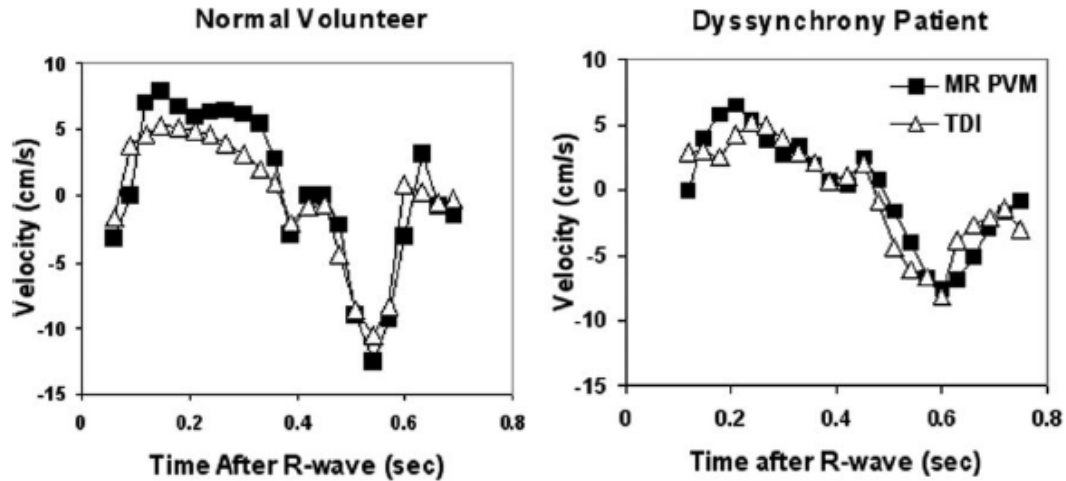 Normal Volunteer
Dyssynchrony Patient
10
5
0
-5
-10
-15
Velocity (cm/s)
0
0.2
0.4
0.6
0.8
Time After R-wave (sec)
10
5
0
-5
-10
-15
Velocity (cm/s)
MR PVM
TDI
0
0.2
0.4
0.6
0.8
Time after R-wave (sec)